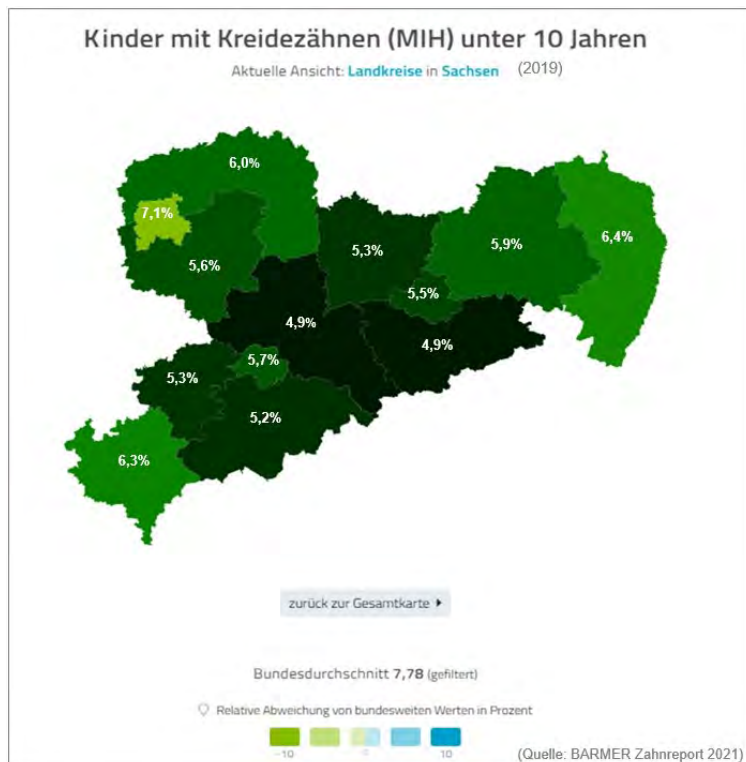 Kinder mit Kreidezähnen (MIH) unter 10 Jahren
Aktuelle Ansicht: Landkreise in Sachsen (2019)
6,0%
7,1%
5,6%
5,3%
5,9%
6,4%
5,5%
4,9%
4,9%
5,7%
5,3%
5,2%
6,3%
zurück zur Gesamtkarte
Bundesdurchschnitt 7,78 (gefiltert)
Relative Abweichung von bundesweiten Werten in Prozent
-10 0 10
(Quelle: BARMER Zahnreport 2021)